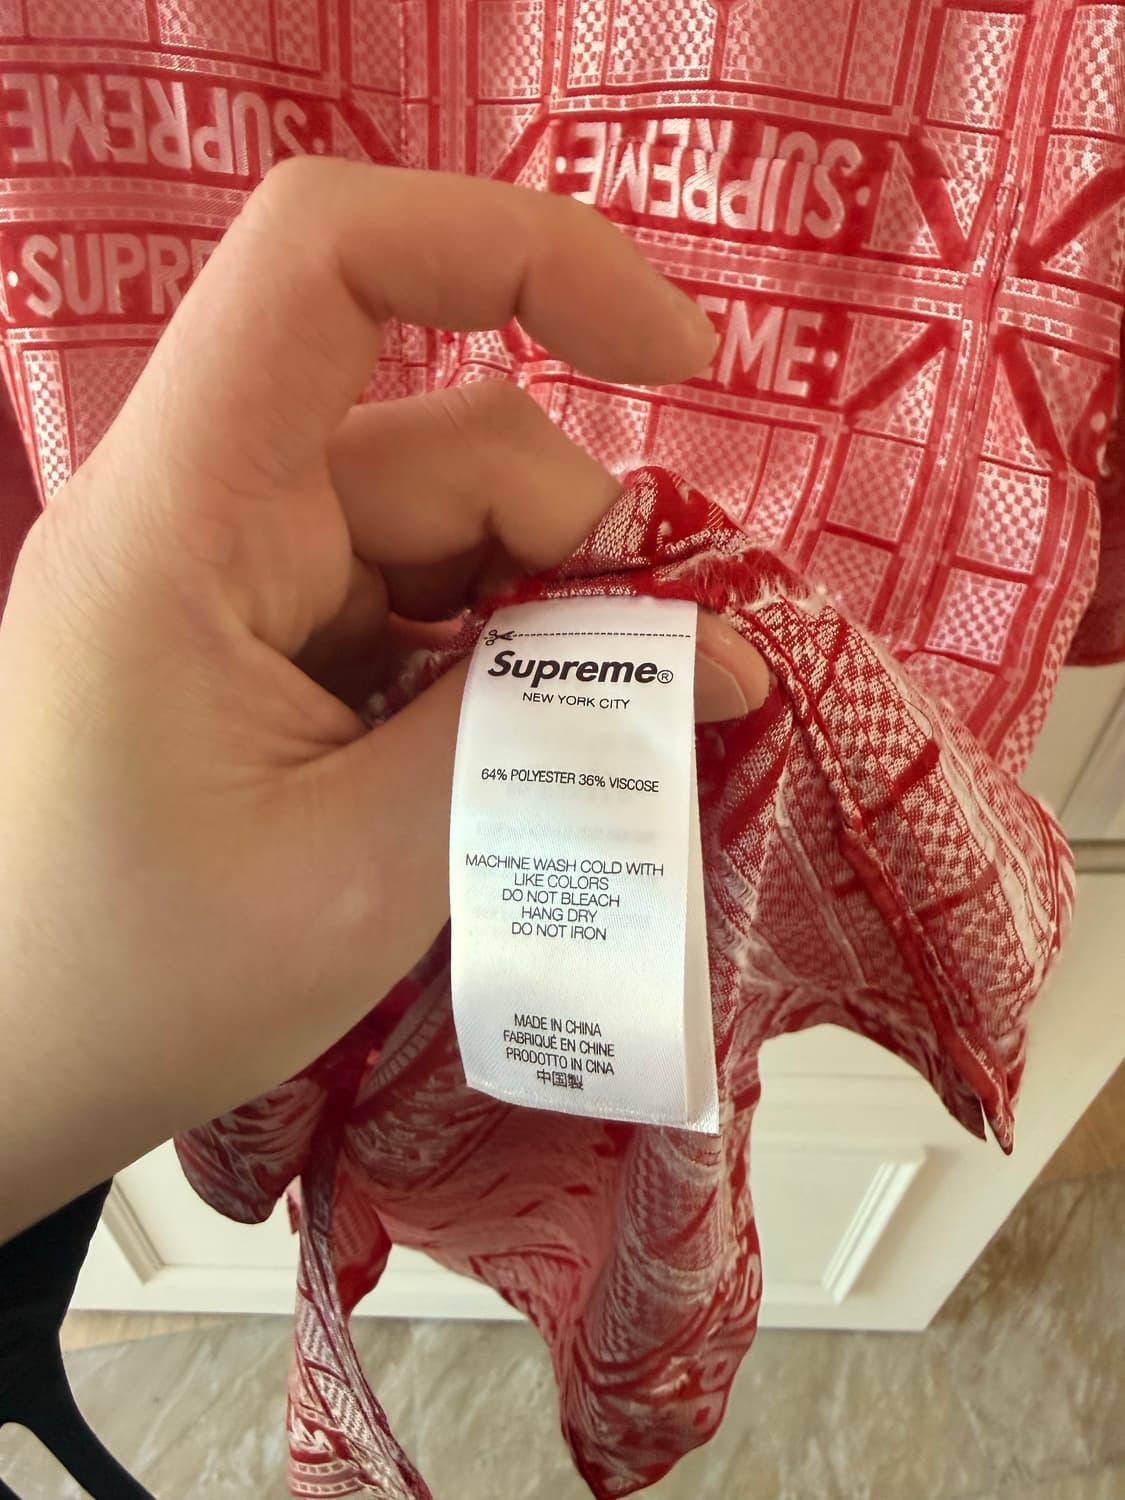 SUPREME
SUPREME
SUPREME
SUPREME
SUPR
EME
Supreme®
NEW YORK CITY
64% POLYESTER 36% VISCOSE
MACHINE WASH COLD WITH
LIKE COLORS
DO NOT BLEACH
HANG DRY
DO NOT IRON
MADE IN CHINA
FABRIQUÉ EN CHINE
PRODOTTO IN CINA
中国製